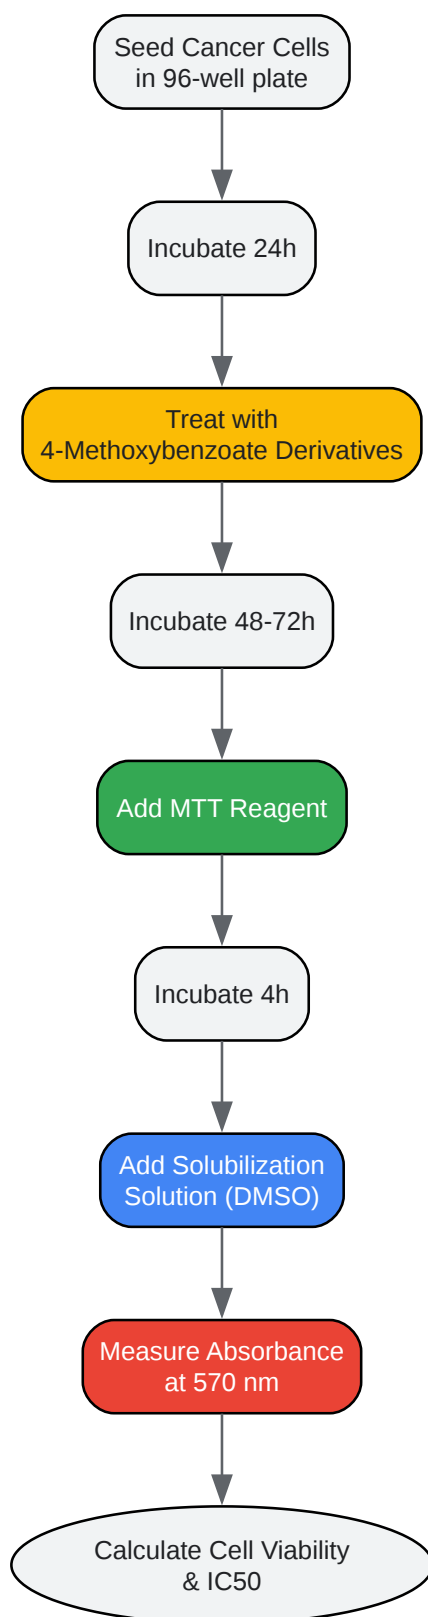 Seed Cancer Cells
in 96-well plate
Incubate 24h
Treat with
4-Methoxybenzoate Derivatives
Incubate 48-72h
Add MTT Reagent
Incubate 4h
Add Solubilization
Solution (DMSO)
Measure Absorbance
at 570 nm
Calculate Cell Viability
& IC50